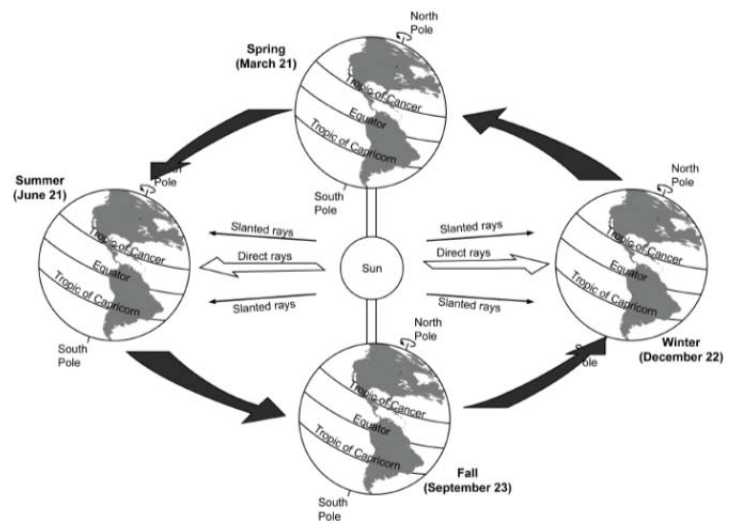 North
Pole
Spring
(March 21)
Tropic of Cancer
Equator
Tropic of Capricorn
South
Pole
Summer
(June 21)
Pole
Tropic of Cancer
Equator
Tropic of Capricorn
South
Pole
Slanted rays
Direct rays
Slanted rays
Sun
Slanted rays
Direct rays
Slanted rays
North
Pole
Tropic of Cancer
Equator
Tropic of Capricorn
Pole
Winter
(December 22)
North
Pole
Tropic of Cancer
Equator
Tropic of Capricorn
South
Pole
Fall
(September 23)